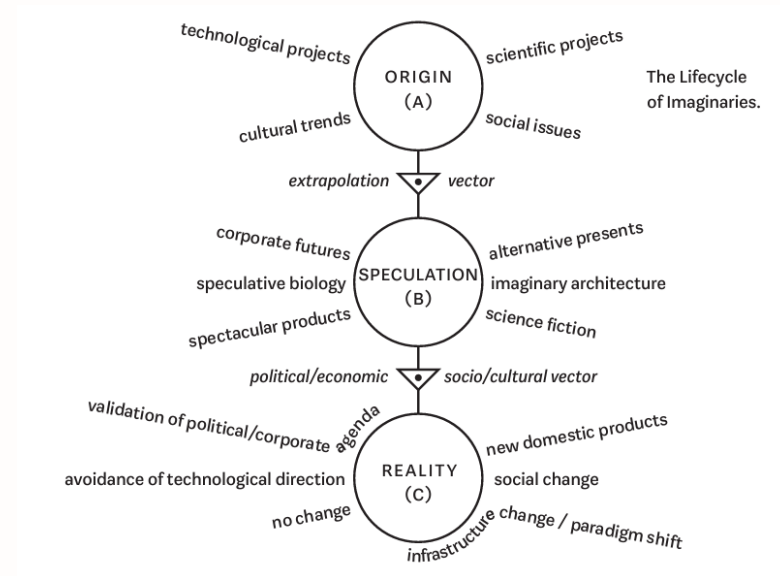 The Lifecycle
of Imaginaries.
technological projects
scientific projects
ORIGIN
(A)
cultural trends
social issues
extrapolation vector
corporate futures
alternative presents
speculative biology
SPECULATION
(B)
imaginary architecture
spectacular products
science fiction
political/economic socio/cultural vector
validation of political/corporate agenda
new domestic products
avoidance of technological direction
REALITY
(C)
social change
no change
infrastructure change / paradigm shift